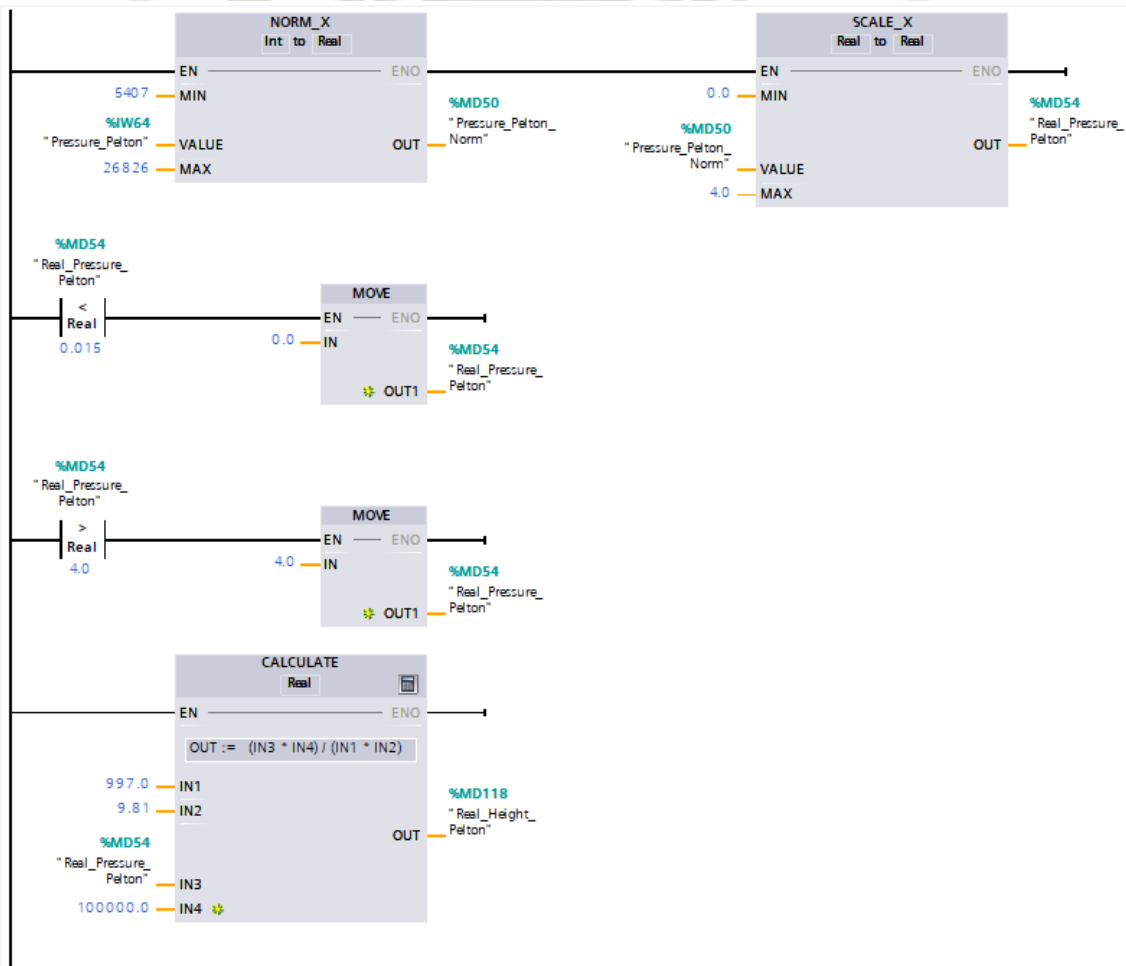 NORM_X
Int to Real
EN
ENO
5407
MIN
%IW64
"Pressure_Pelton"
VALUE
26826
MAX
OUT
%MD50
"Pressure_Pelton_
Norm"
SCALE_X
Real to Real
EN
ENO
0.0
MIN
%MD50
"Pressure_Pelton_
Norm"
VALUE
4.0
MAX
OUT
%MD54
"Real_Pressure_
Pelton"
%MD54
"Real_Pressure_
Pelton"
<
Real
0.015
MOVE
EN
ENO
0.0
IN
OUT1
%MD54
"Real_Pressure_
Pelton"
%MD54
"Real_Pressure_
Pelton"
>
Real
4.0
MOVE
EN
ENO
4.0
IN
OUT1
%MD54
"Real_Pressure_
Pelton"
CALCULATE
Real
EN
ENO
OUT := (IN3 * IN4) / (IN1 * IN2)
997.0
IN1
9.81
IN2
%MD54
"Real_Pressure_
Pelton"
IN3
100000.0
IN4
OUT
%MD118
"Real_Height_
Pelton"